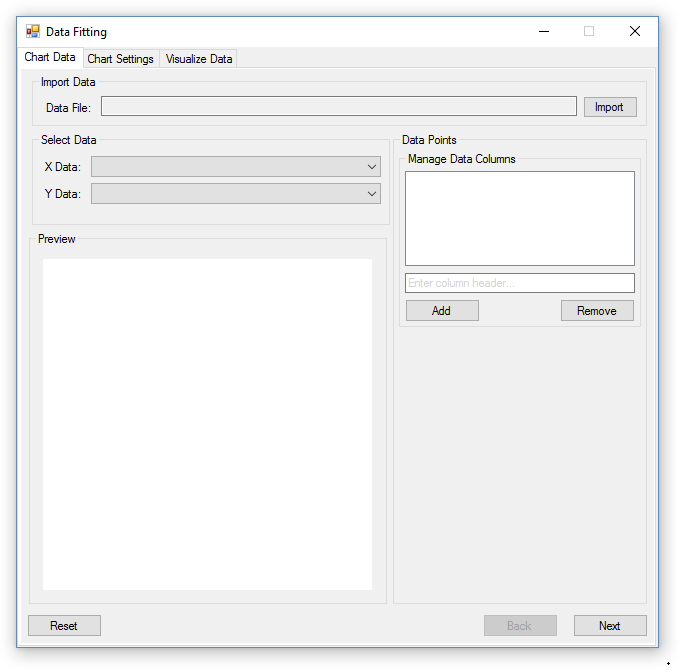 Data Fitting
Chart Data Chart Settings Visualize Data
Import Data
Data File: Import
Select Data
X Data:
Y Data:
Preview
Data Points
Manage Data Columns
Enter column header...
Add Remove
Reset Back Next